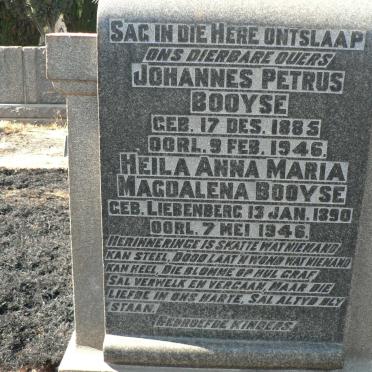 SAG IN DIE HERE ONTSLAAP
ONS DIERBARE OUERS
JOHANNES PETRUS
BOOYSE
GEB. 17 DES. 1885
OORL. 9 FEB. 1946.
HEILA ANNA MARIA
MAGDALENA BOOYSE
GEB. LIEBENBERG 13 JAN. 1890
OORL. 7 MEI 1946.
HERINNERINGE IS SKATTE WAT NIEMAND
KAN STEEL, DOOD LAAT 'N WOND WAT NIEMAND
KAN HEEL, DIE BLOMME OP HUL GRAF
SAL VERWELK EN VERGAAN, MAAR DIE
LIEFDE IN ONS HARTE, SAL ALTYD BLY
STAAN.
GEDROEFDE KINDERS